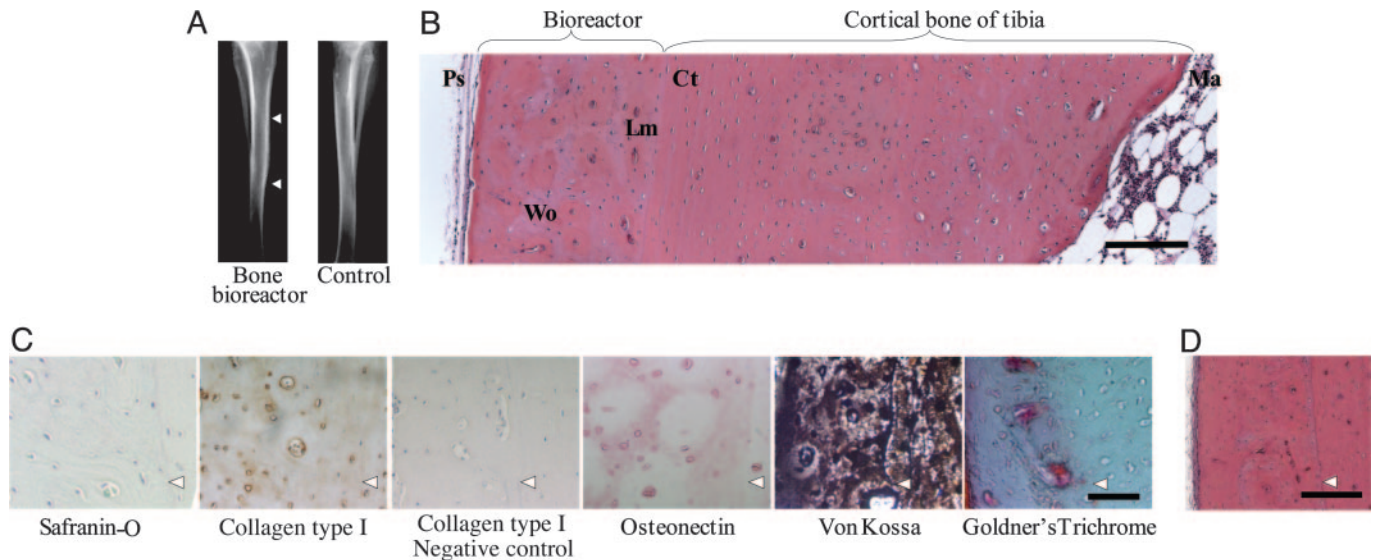 A
Bone
bioreactor
Control
B
Bioreactor
Cortical bone of tibia
Ps
Ct
Ma
Lm
Wo
C
Safranin-O
Collagen type I
Collagen type I
Negative control
Osteonectin
Von Kossa
Goldner's Trichrome
D